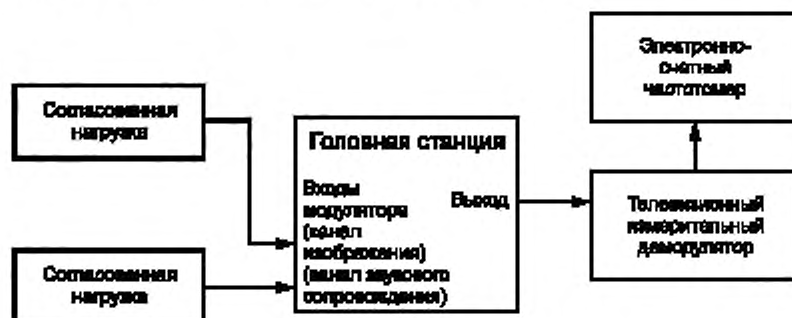 Электронно-
счетный
частотомер
Согласованная
нагрузка
Головная станция
Входы
модулятора
(канал
изображения)
(канал звукового
сопровождения)
Выход
Телевизионный
измерительный
демодулятор
Согласованная
нагрузка